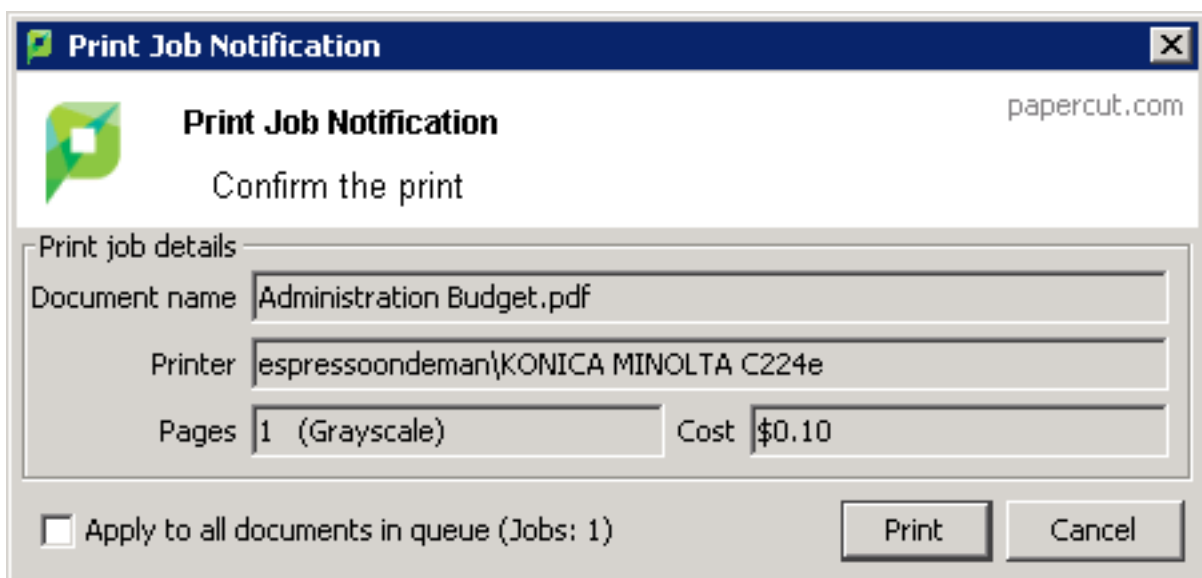 Print Job Notification
papercut.com
Print Job Notification
Confirm the print
Print job details
Document name Administration Budget.pdf
Printer espressoondeman\KONICA MINOLTA C224e
Pages 1 (Grayscale) Cost $0.10
Apply to all documents in queue (Jobs: 1) Print Cancel